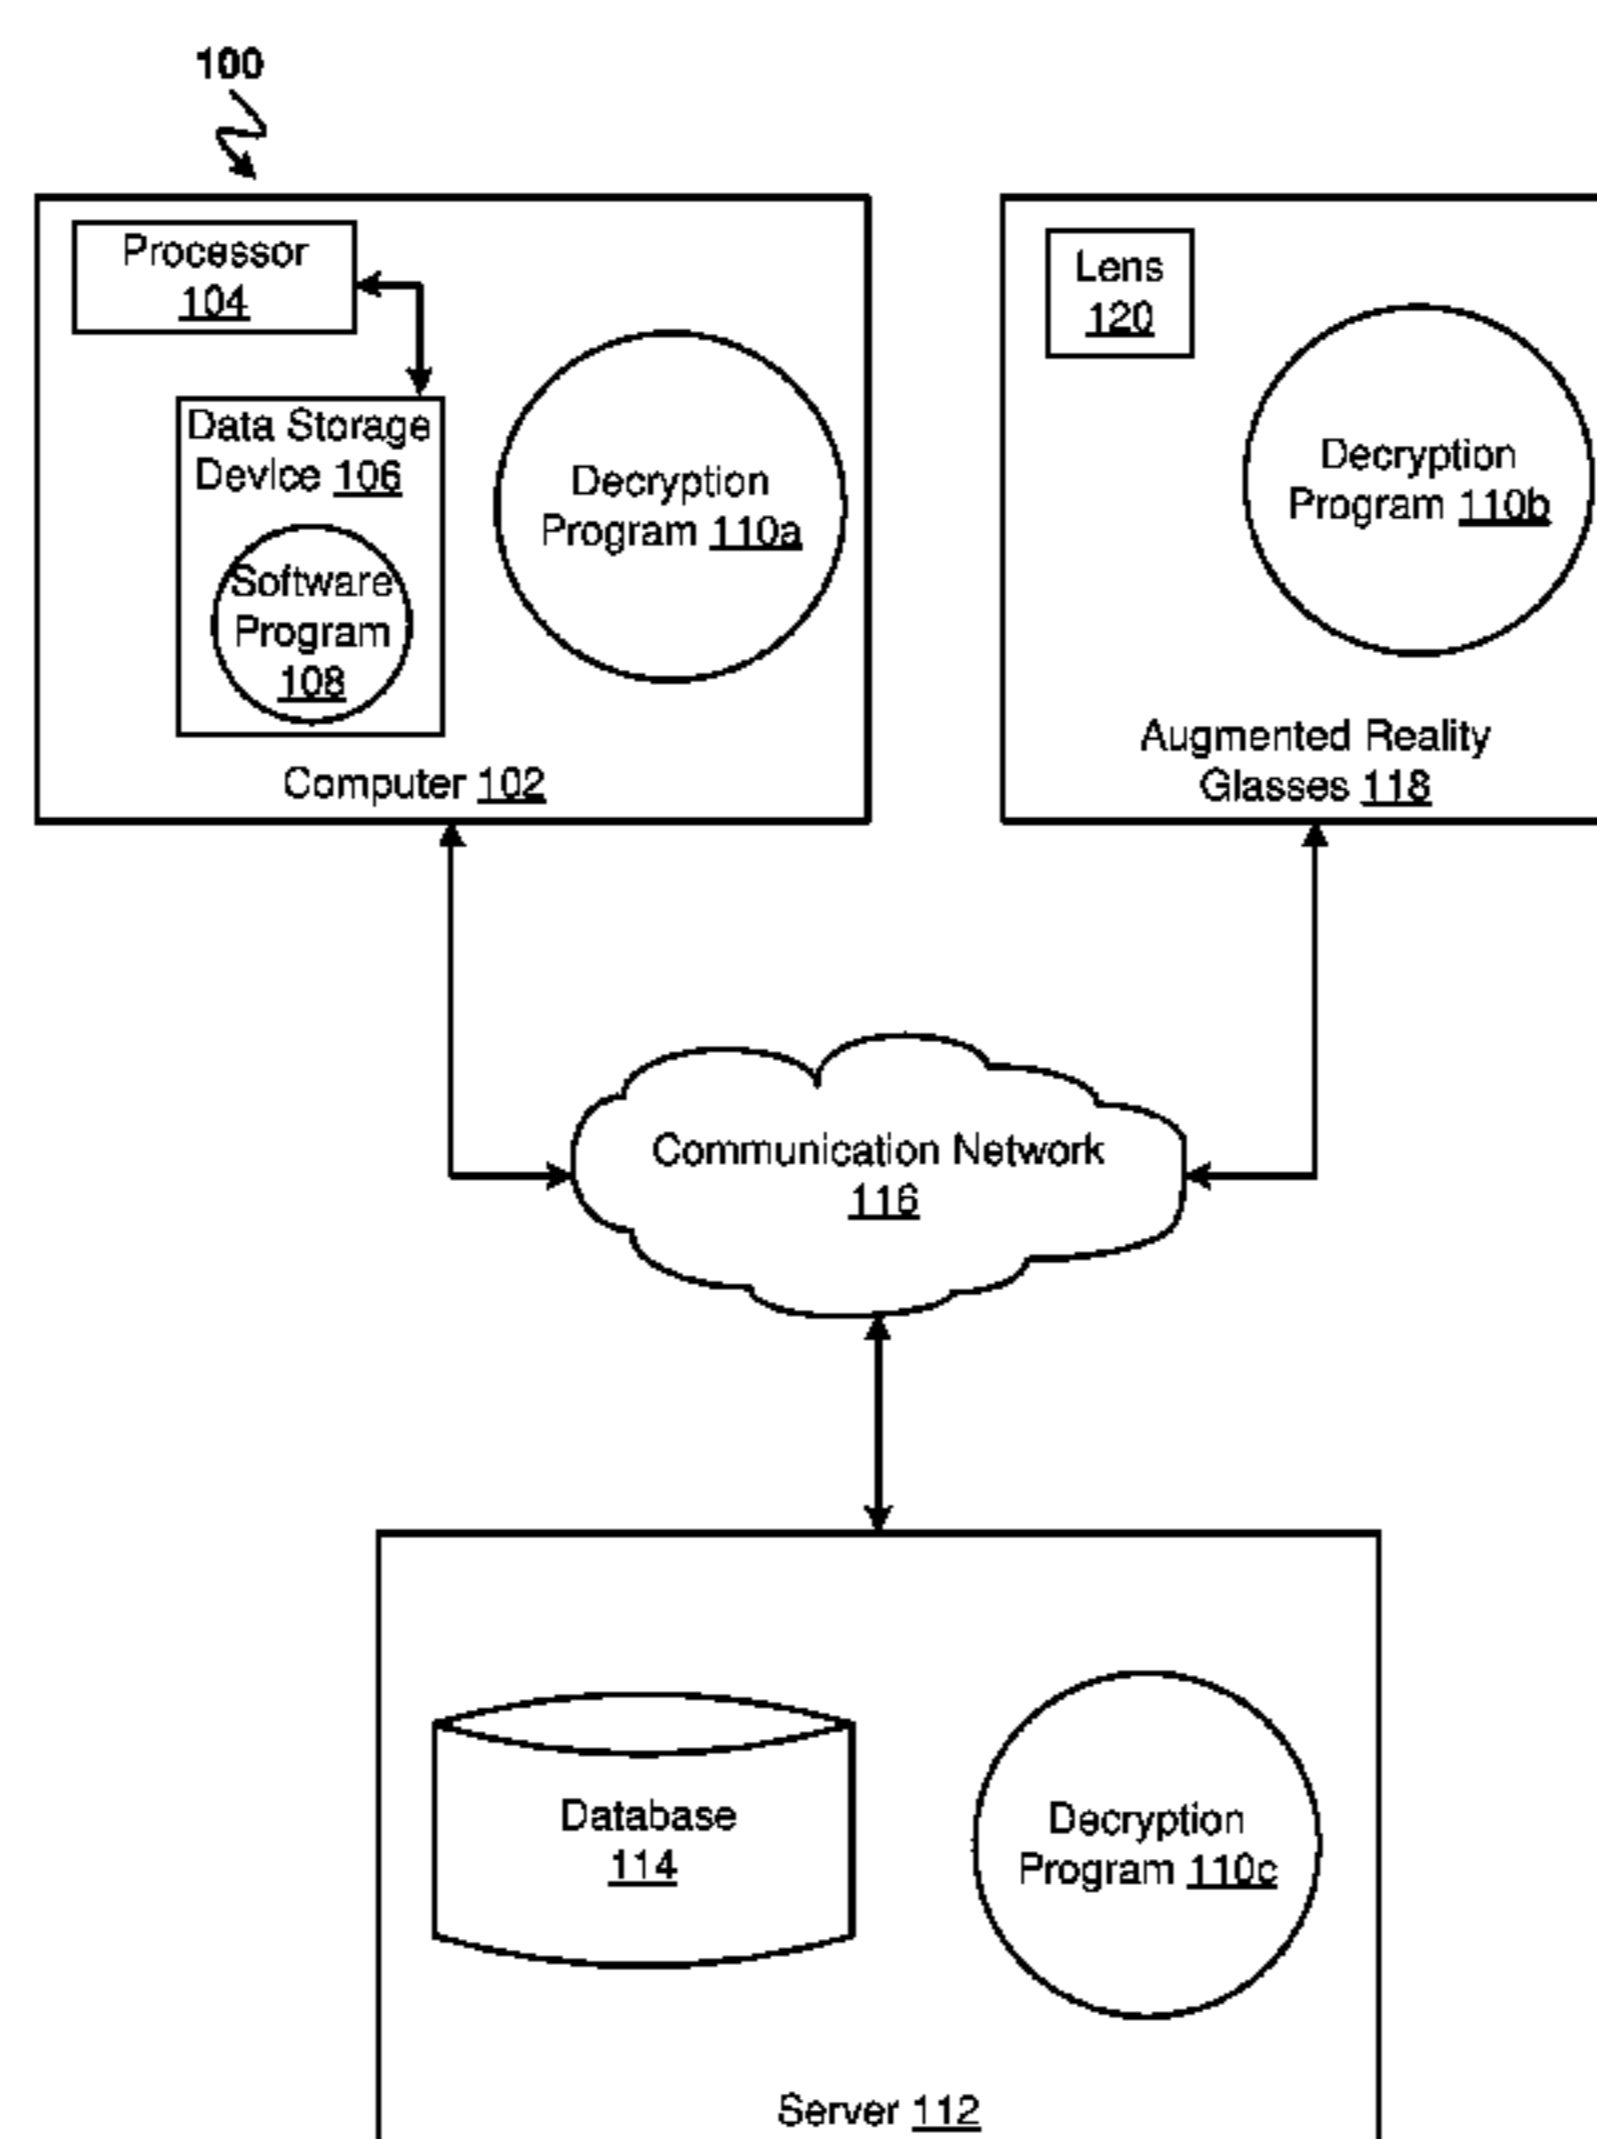 100
Processor
104
Data Storage
Device 106
Software
Program
108
Decryption
Program 110a
Computer 102
Lens
120
Decryption
Program 110b
Augmented Reality
Glasses 118
Communication Network
116
Database
114
Decryption
Program 110c
Server 112